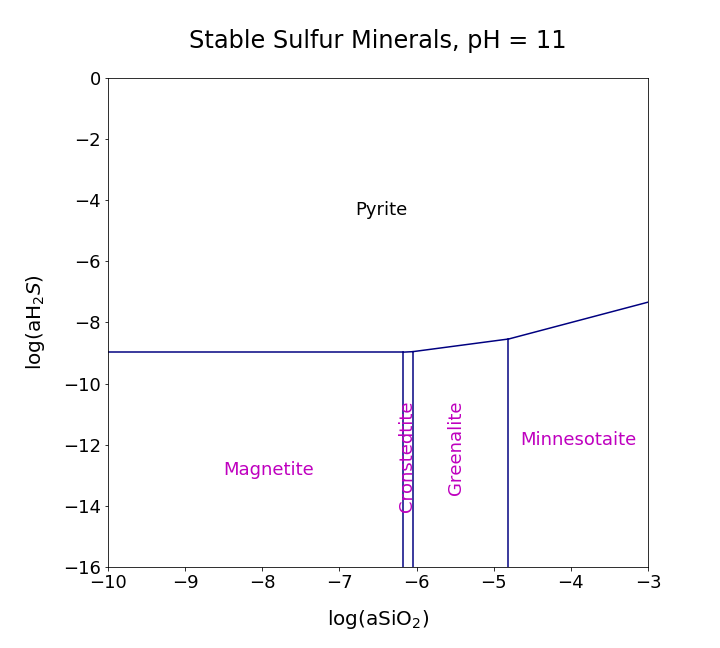 Stable Sulfur Minerals, pH = 11
0
−2
−4
Pyrite
−6
−8
log(aH₂S)
−10
Cronstedtite
Greenalite
Minnesotaite
−12
Magnetite
−14
−16
−10 −9 −8 −7 −6 −5 −4 −3
log(aSiO₂)